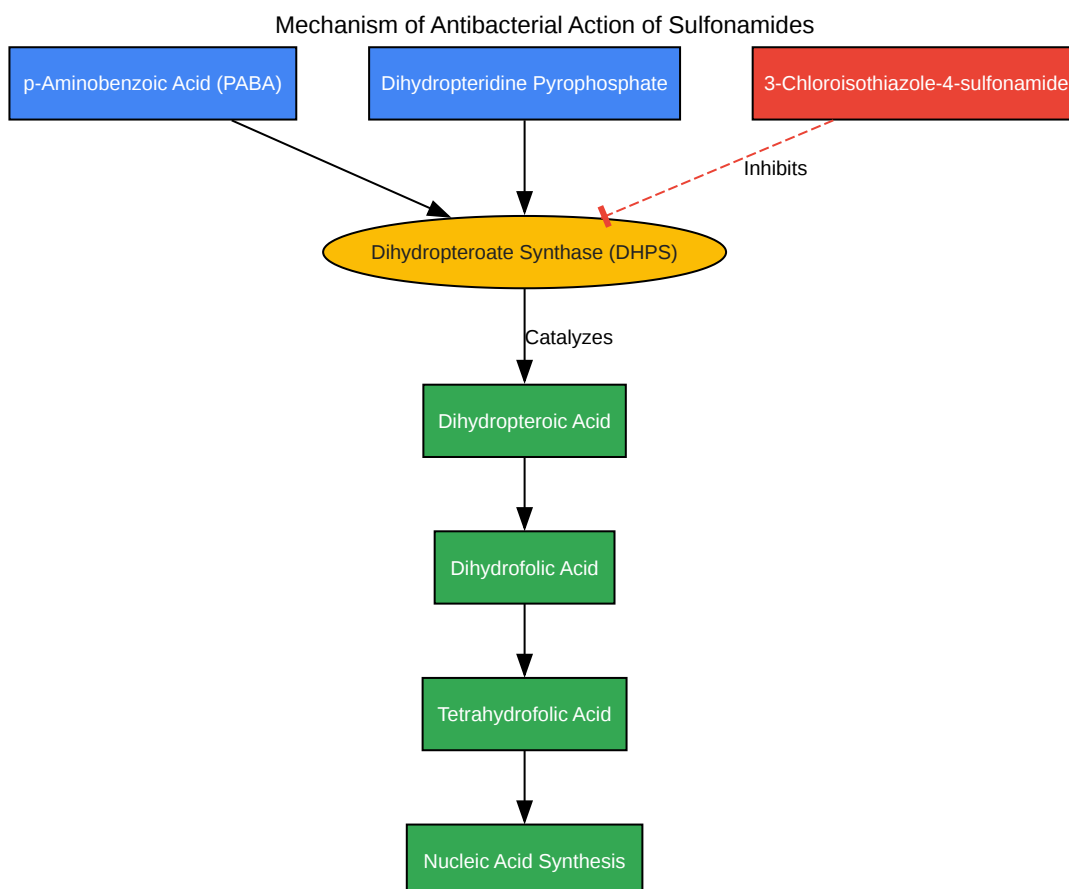 Mechanism of Antibacterial Action of Sulfonamides
p-Aminobenzoic Acid (PABA)
Dihydropteridine Pyrophosphate
3-Chloroisothiazole-4-sulfonamide
Inhibits
Dihydropteroate Synthase (DHPS)
Catalyzes
Dihydropteroic Acid
Dihydrofolic Acid
Tetrahydrofolic Acid
Nucleic Acid Synthesis